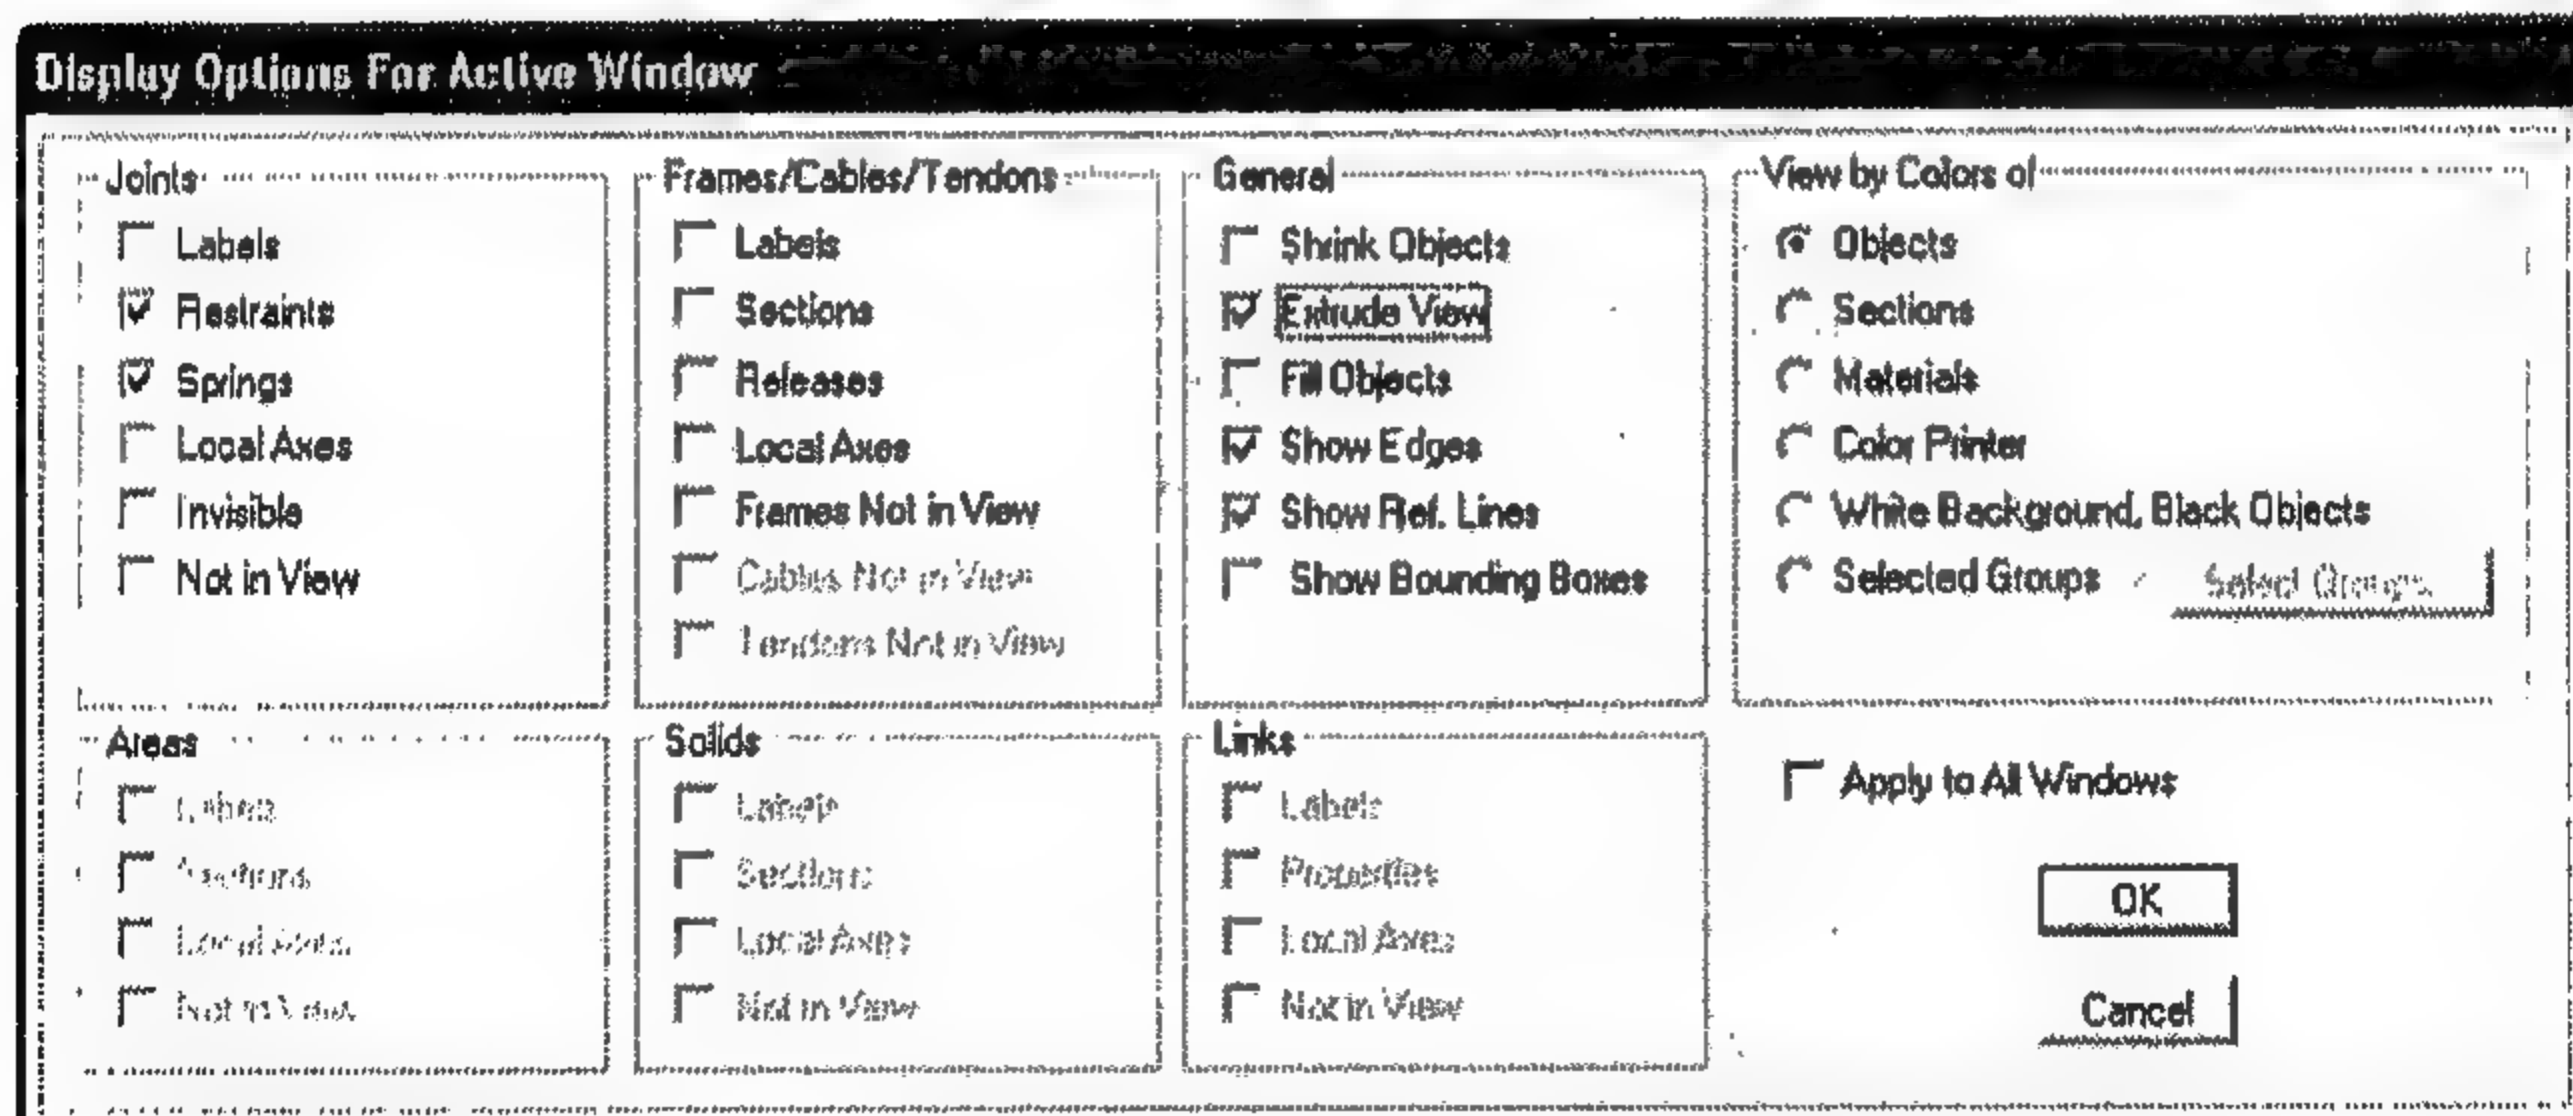 Display Options For Active Window
Joints
Labels
Restraints
Springs
Local Axes
Invisible
Not in View
Frames/Cables/Tendons
Labels
Sections
Releases
Local Axes
Frames Not in View
Cables Not in View
Tendons Not in View
General
Shrink Objects
Extrude View
Fill Objects
Show Edges
Show Ref. Lines
Show Bounding Boxes
View by Colors of
Objects
Sections
Materials
Color Printer
White Background, Black Objects
Selected Groups
Select Groups
Areas
Labels
Sections
Local Axes
Not in View
Solids
Labels
Sections
Local Axes
Not in View
Links
Labels
Properties
Local Axes
Not in View
Apply to All Windows
OK
Cancel